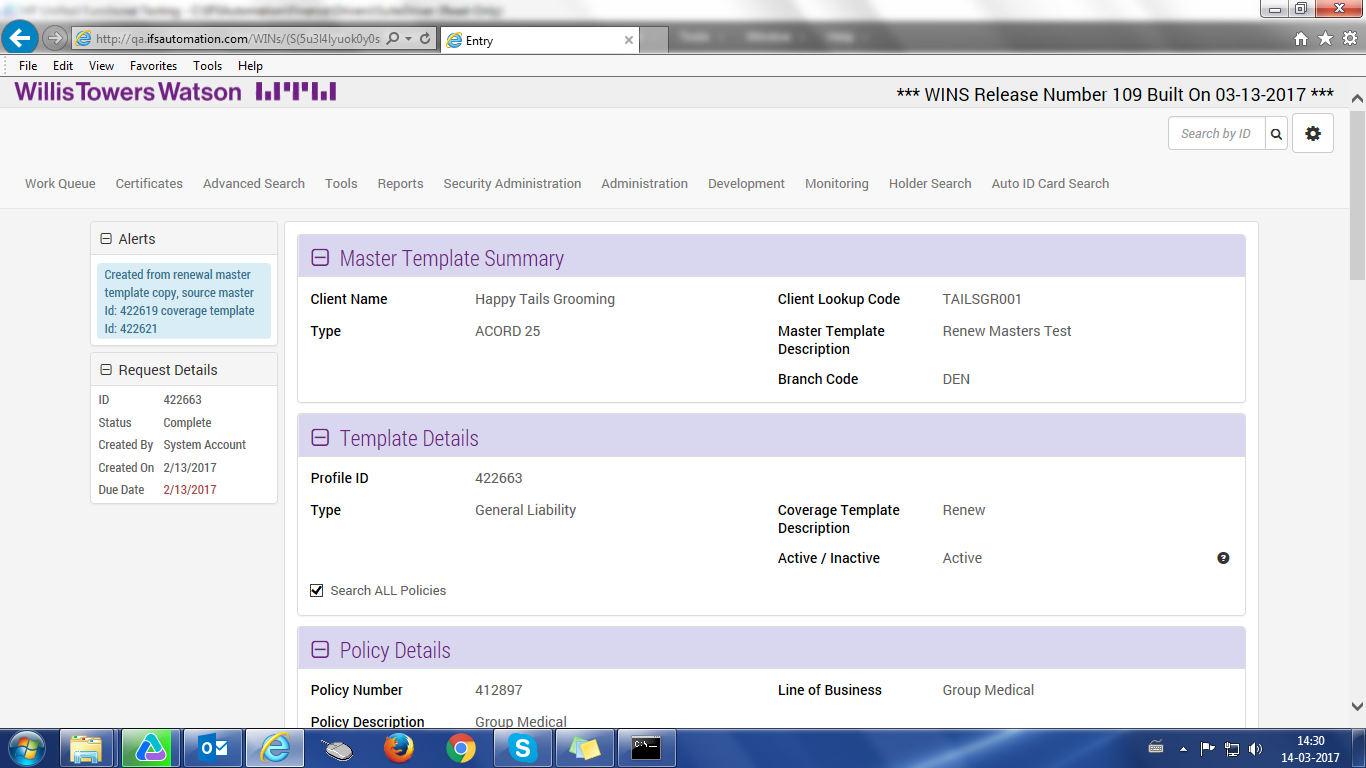 http://qa.ifsautomation.com/WINs/(S(5u3l4lyuok0y0s
Entry
File Edit View Favorites Tools Help
WillisTowersWatson
*** WINS Release Number 109 Built On 03-13-2017 ***
Search by ID
Work Queue Certificates Advanced Search Tools Reports Security Administration Administration Development Monitoring Holder Search Auto ID Card Search
Alerts
Created from renewal master
template copy, source master
Id: 422619 coverage template
Id: 422621
Request Details
ID 422663
Status Complete
Created By System Account
Created On 2/13/2017
Due Date 2/13/2017
Master Template Summary
Client Name Happy Tails Grooming Client Lookup Code TAILSGR001
Type ACORD 25 Master Template Renew Masters Test
Description
Branch Code DEN
Template Details
Profile ID 422663
Type General Liability Coverage Template Renew
Description
Active / Inactive Active
Search ALL Policies
Policy Details
Policy Number 412897 Line of Business Group Medical
Policy Description Group Medical
14:30
14-03-2017